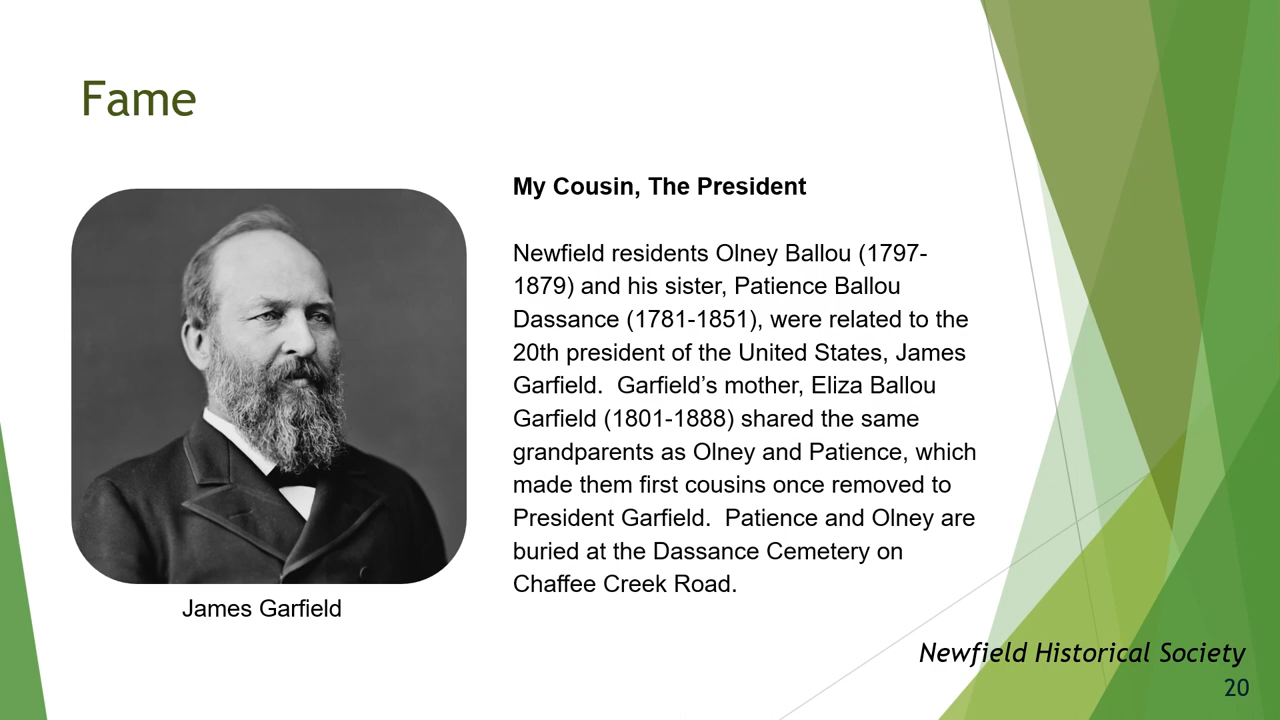 Fame
My Cousin, The President
Newfield residents Olney Ballou (1797-
1879) and his sister, Patience Ballou
Dassance (1781-1851), were related to the
20th president of the United States, James
Garfield.  Garfield’s mother, Eliza Ballou
Garfield (1801-1888) shared the same
grandparents as Olney and Patience, which
made them first cousins once removed to
President Garfield.  Patience and Olney are
buried at the Dassance Cemetery on
Chaffee Creek Road.
James Garfield
Newfield Historical Society
20